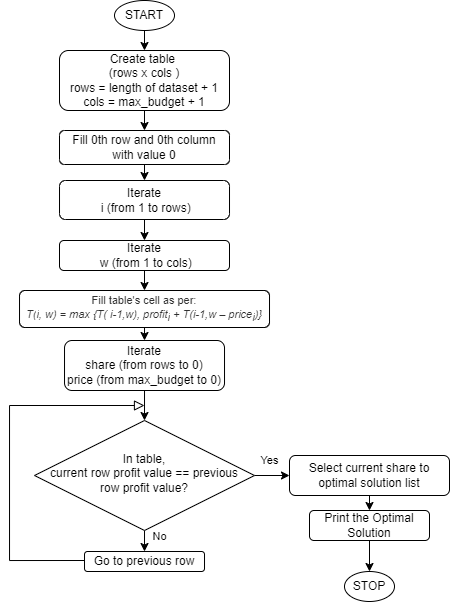 START
Create table
(rows x cols )
rows = length of dataset + 1
cols = max_budget + 1
Fill 0th row and 0th column
with value 0
Iterate
i (from 1 to rows)
Iterate
w (from 1 to cols)
Fill table's cell as per:
T(i, w) = max {T( i-1,w), profitᵢ + T(i-1,w – priceᵢ)}
Iterate
share (from rows to 0)
price (from max_budget to 0)
In table,
current row profit value == previous
row profit value?
Yes
Select current share to
optimal solution list
No
Go to previous row
Print the Optimal
Solution
STOP